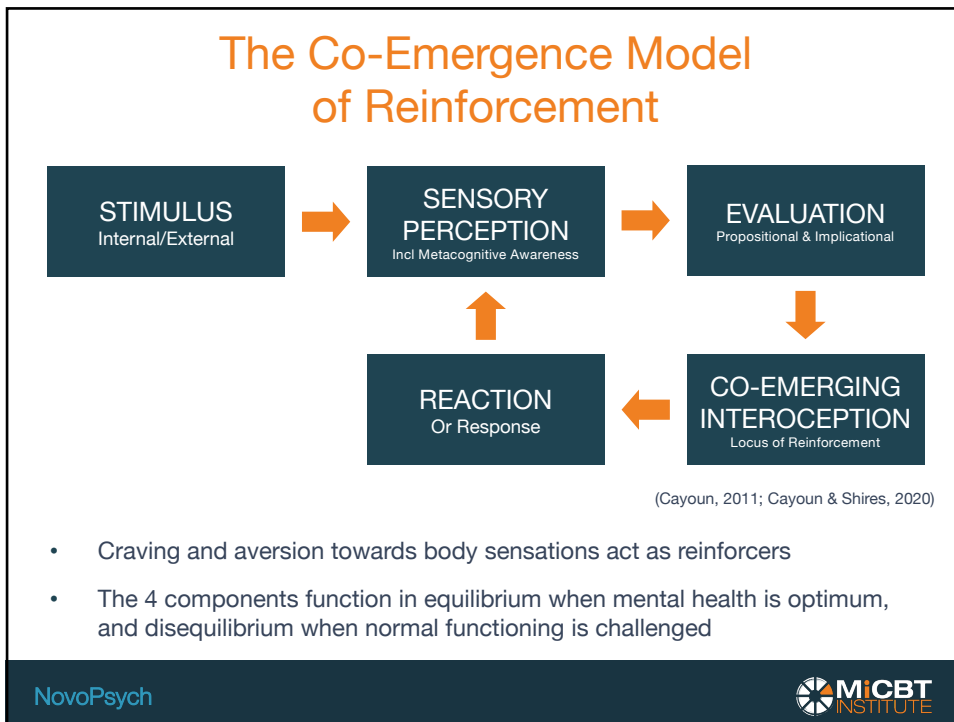 The Co-Emergence Model
of Reinforcement
STIMULUS
Internal/External
SENSORY
PERCEPTION
Incl Metacognitive Awareness
EVALUATION
Propositional & Implicational
REACTION
Or Response
CO-EMERGING
INTEROCEPTION
Locus of Reinforcement
(Cayoun, 2011; Cayoun & Shires, 2020)
• Craving and aversion towards body sensations act as reinforcers
• The 4 components function in equilibrium when mental health is optimum,
and disequilibrium when normal functioning is challenged
NovoPsych
MiCBT
INSTITUTE